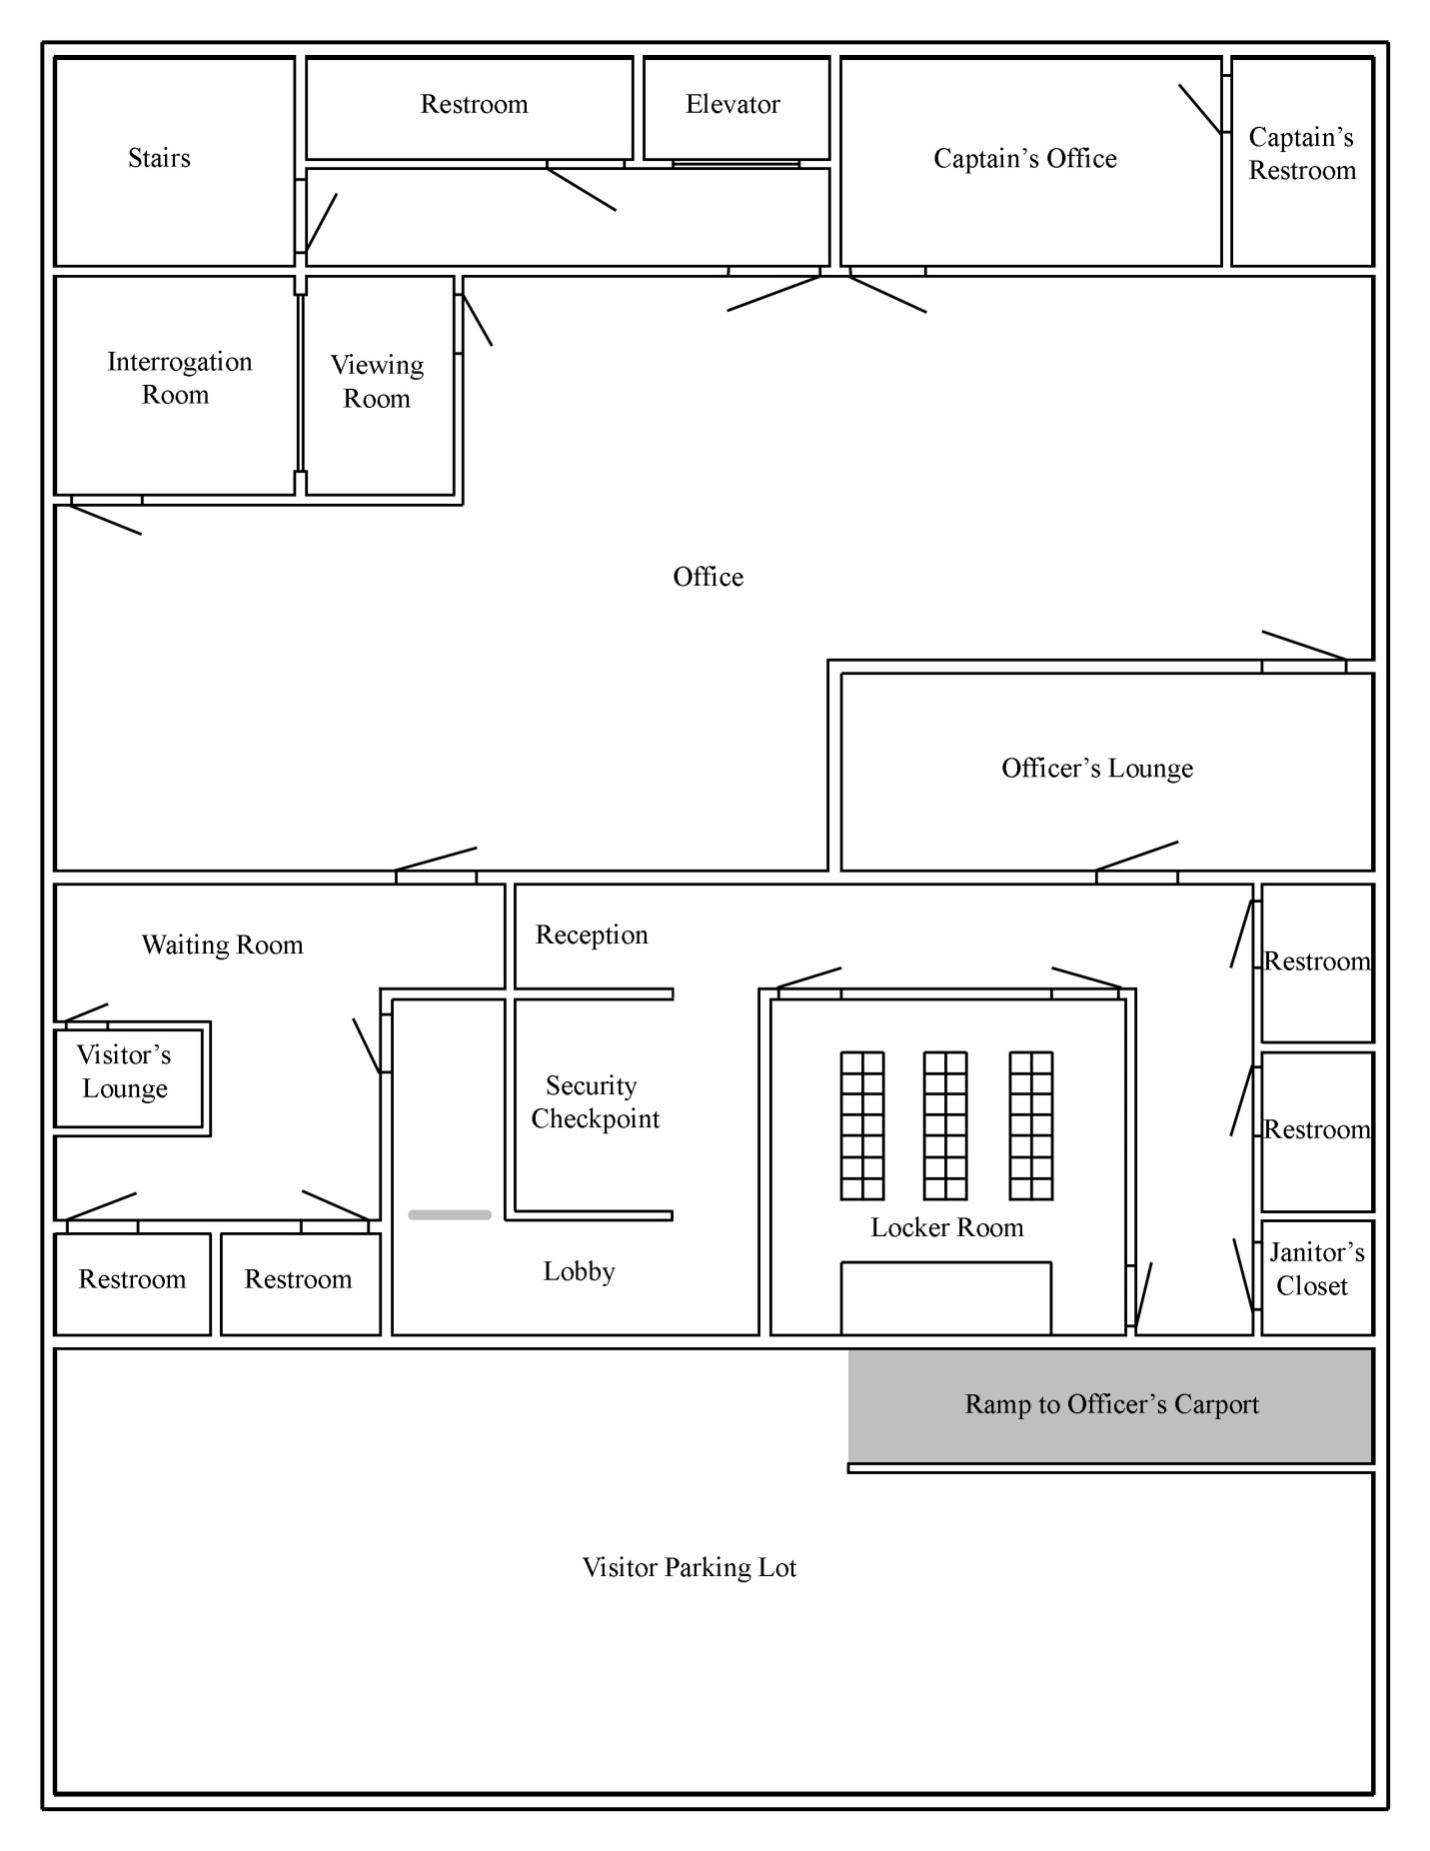 Restroom
Elevator
Stairs
Captain’s Office
Captain’s
Restroom
Interrogation
Room
Viewing
Room
Office
Officer’s Lounge
Waiting Room
Reception
Restroom
Visitor’s
Lounge
Security
Checkpoint
Restroom
Locker Room
Restroom
Restroom
Lobby
Janitor’s
Closet
Ramp to Officer’s Carport
Visitor Parking Lot